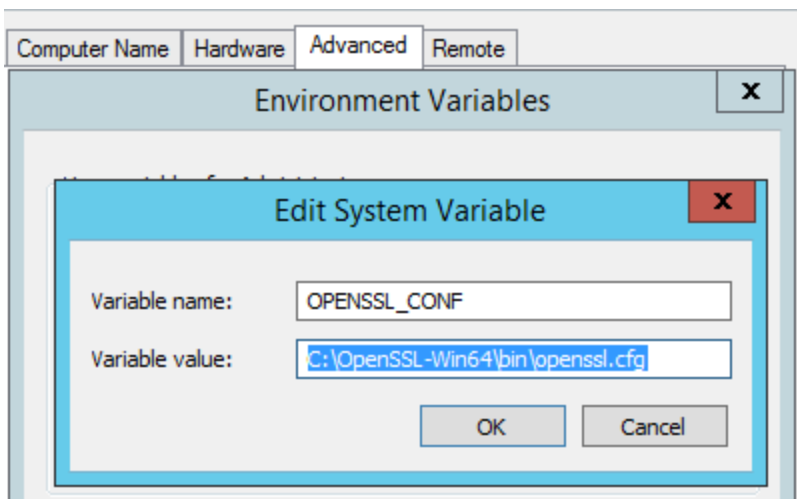 Computer Name Hardware Advanced Remote
Environment Variables
Edit System Variable
Variable name: OPENSSL_CONF
Variable value: C:\OpenSSL-Win64\bin\openssl.cfg
OK Cancel